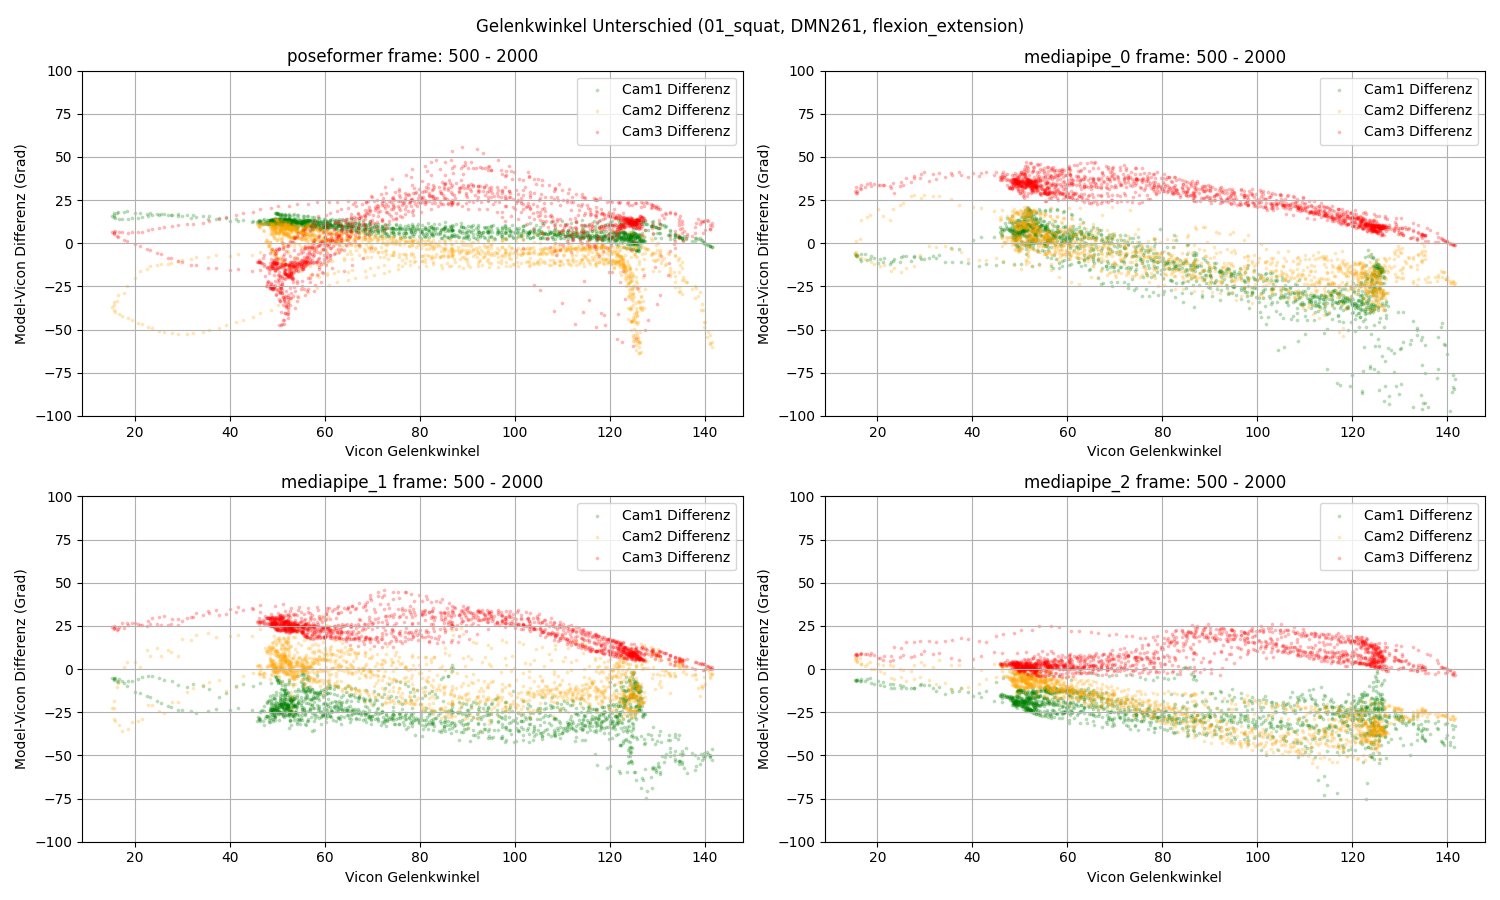 Gelenkwinkel Unterschied (01_squat, DMN261, flexion_extension)
poseformer frame: 500 - 2000
100
75
50
25
0
−25
−50
−75
−100
Model-Vicon Differenz (Grad)
Cam1 Differenz
Cam2 Differenz
Cam3 Differenz
20 40 60 80 100 120 140
Vicon Gelenkwinkel
mediapipe_0 frame: 500 - 2000
100
75
50
25
0
−25
−50
−75
−100
Model-Vicon Differenz (Grad)
Cam1 Differenz
Cam2 Differenz
Cam3 Differenz
20 40 60 80 100 120 140
Vicon Gelenkwinkel
mediapipe_1 frame: 500 - 2000
100
75
50
25
0
−25
−50
−75
−100
Model-Vicon Differenz (Grad)
Cam1 Differenz
Cam2 Differenz
Cam3 Differenz
20 40 60 80 100 120 140
Vicon Gelenkwinkel
mediapipe_2 frame: 500 - 2000
100
75
50
25
0
−25
−50
−75
−100
Model-Vicon Differenz (Grad)
Cam1 Differenz
Cam2 Differenz
Cam3 Differenz
20 40 60 80 100 120 140
Vicon Gelenkwinkel